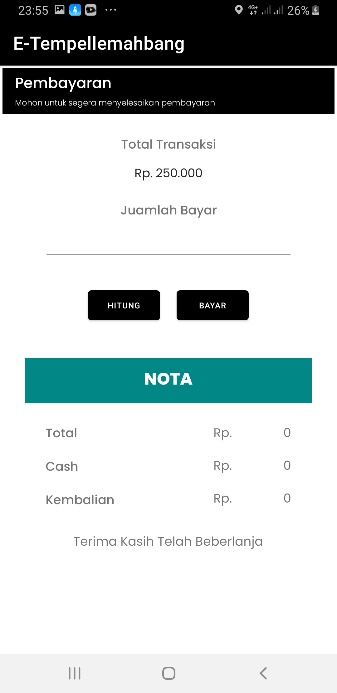 23:55 ... 4G+ 26%
E-Tempellemahbang
Pembayaran
Mohon untuk segera menyelesaikan pembayaran
Total Transaksi
Rp. 250.000
Juamlah Bayar
HITUNG BAYAR
NOTA
Total Rp. 0
Cash Rp. 0
Kembalian Rp. 0
Terima Kasih Telah Beberlanja